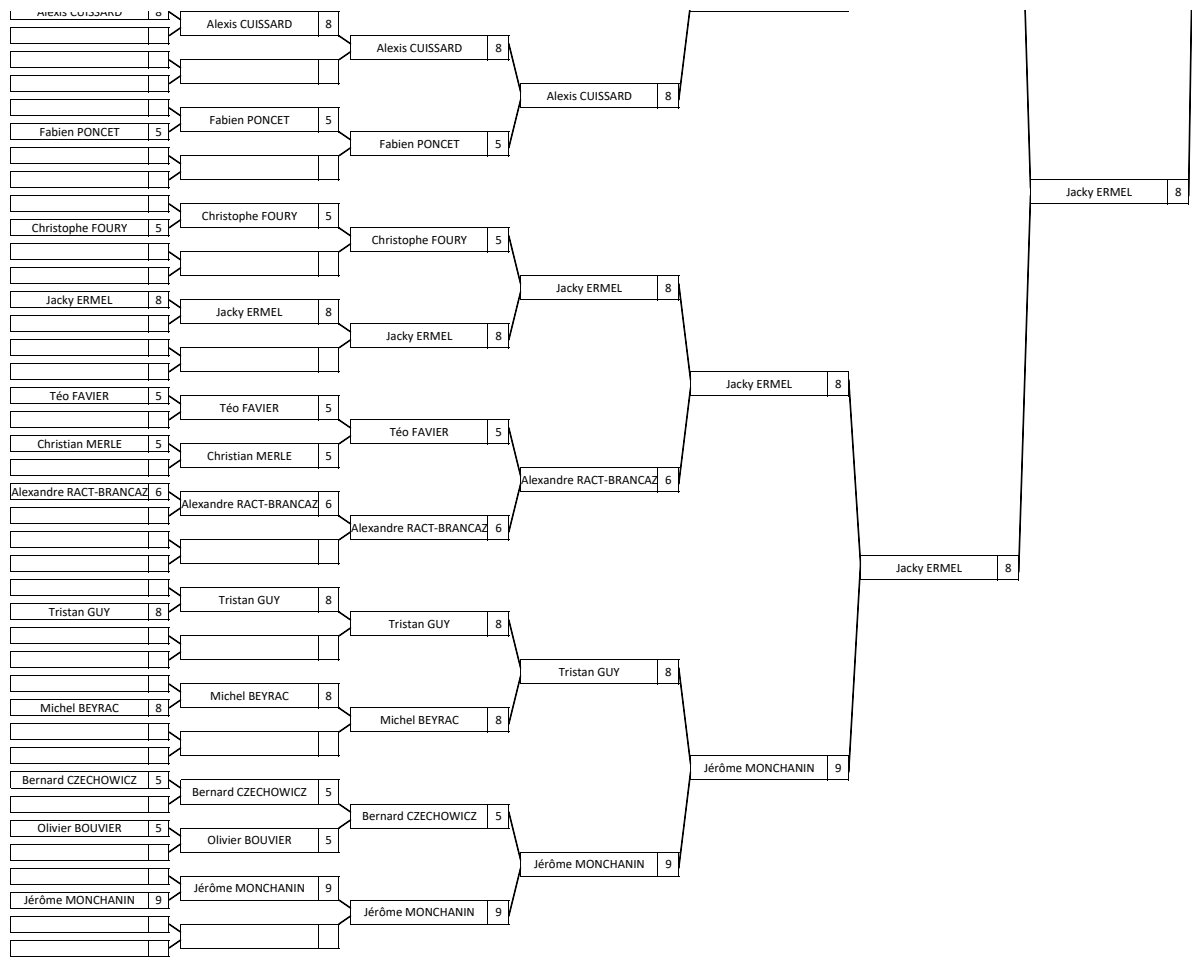 Alexis CUISSARD 8
Fabien PONCET 5
Christophe FOURY 5
Jacky ERMEL 8
Téo FAVIER 5
Christian MERLE 5
Alexandre RACT-BRANCAZ 6
Tristan GUY 8
Michel BEYRAC 8
Bernard CZECHOWICZ 5
Olivier BOUVIER 5
Jérôme MONCHANIN 9
Alexis CUISSARD 8
Fabien PONCET 5
Christophe FOURY 5
Jacky ERMEL 8
Téo FAVIER 5
Christian MERLE 5
Alexandre RACT-BRANCAZ 6
Tristan GUY 8
Michel BEYRAC 8
Bernard CZECHOWICZ 5
Olivier BOUVIER 5
Jérôme MONCHANIN 9
Alexis CUISSARD 8
Fabien PONCET 5
Christophe FOURY 5
Jacky ERMEL 8
Téo FAVIER 5
Alexandre RACT-BRANCAZ 6
Tristan GUY 8
Michel BEYRAC 8
Bernard CZECHOWICZ 5
Jérôme MONCHANIN 9
Alexis CUISSARD 8
Jacky ERMEL 8
Alexandre RACT-BRANCAZ 6
Tristan GUY 8
Jérôme MONCHANIN 9
Jacky ERMEL 8
Jérôme MONCHANIN 9
Jacky ERMEL 8
Jacky ERMEL 8